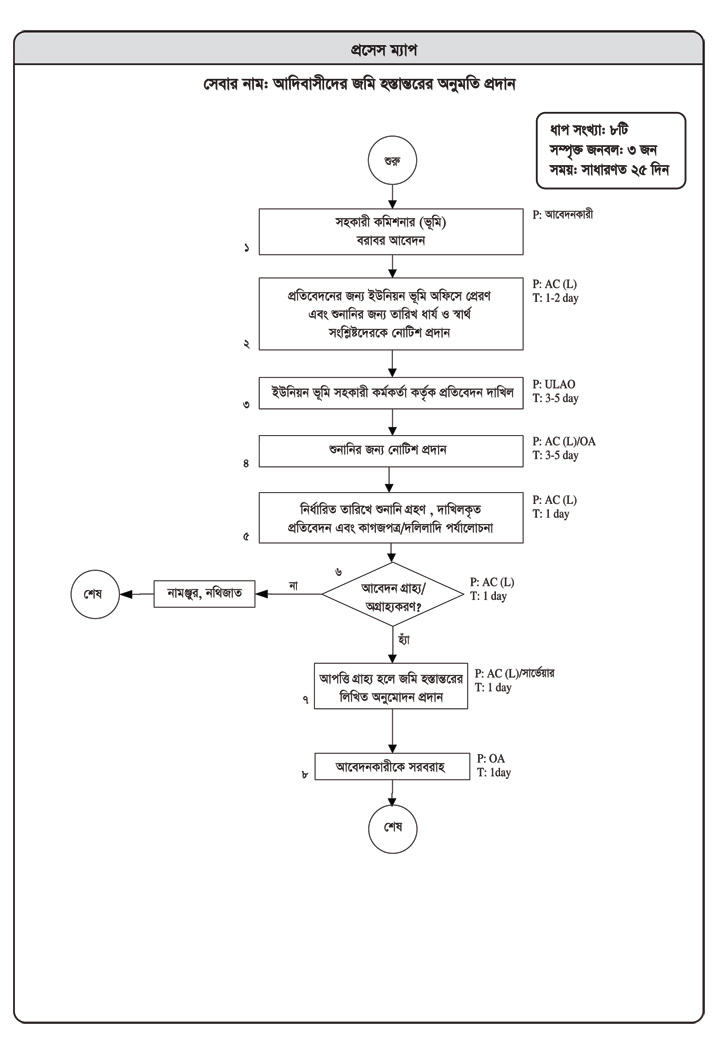 প্রসেস ম্যাপ
সেবার নাম: আদিবাসীদের জমি হস্তান্তরের অনুমতি প্রদান
ধাপ সংখ্যা: ৮টি
সম্পৃক্ত জনবল: ৩ জন
সময়: সাধারণত ২৫ দিন
শুরু
সহকারী কমিশনার (ভূমি)
বরাবর আবেদন
১
P: আবেদনকারী
প্রতিবেদনের জন্য ইউনিয়ন ভূমি অফিসে প্রেরণ
এবং শুনানির জন্য তারিখ ধার্য ও স্বার্থ
সংশ্লিষ্টদেরকে নোটিশ প্রদান
২
P: AC (L)
T: 1-2 day
ইউনিয়ন ভূমি সহকারী কর্মকর্তা কর্তৃক প্রতিবেদন দাখিল
৩
P: ULAO
T: 3-5 day
শুনানির জন্য নোটিশ প্রদান
৪
P: AC (L)/OA
T: 3-5 day
নির্ধারিত তারিখে শুনানি গ্রহণ , দাখিলকৃত
প্রতিবেদন এবং কাগজপত্র/দলিলাদি পর্যালোচনা
৫
P: AC (L)
T: 1 day
৬
আবেদন গ্রাহ্য/
অগ্রাহ্যকরণ?
P: AC (L)
T: 1 day
না
নামঞ্জুর, নথিজাত
শেষ
হ্যাঁ
আপত্তি গ্রাহ্য হলে জমি হস্তান্তরের
লিখিত অনুমোদন প্রদান
৭
P: AC (L)/সার্ভেয়ার
T: 1 day
আবেদনকারীকে সরবরাহ
৮
P: OA
T: 1day
শেষ